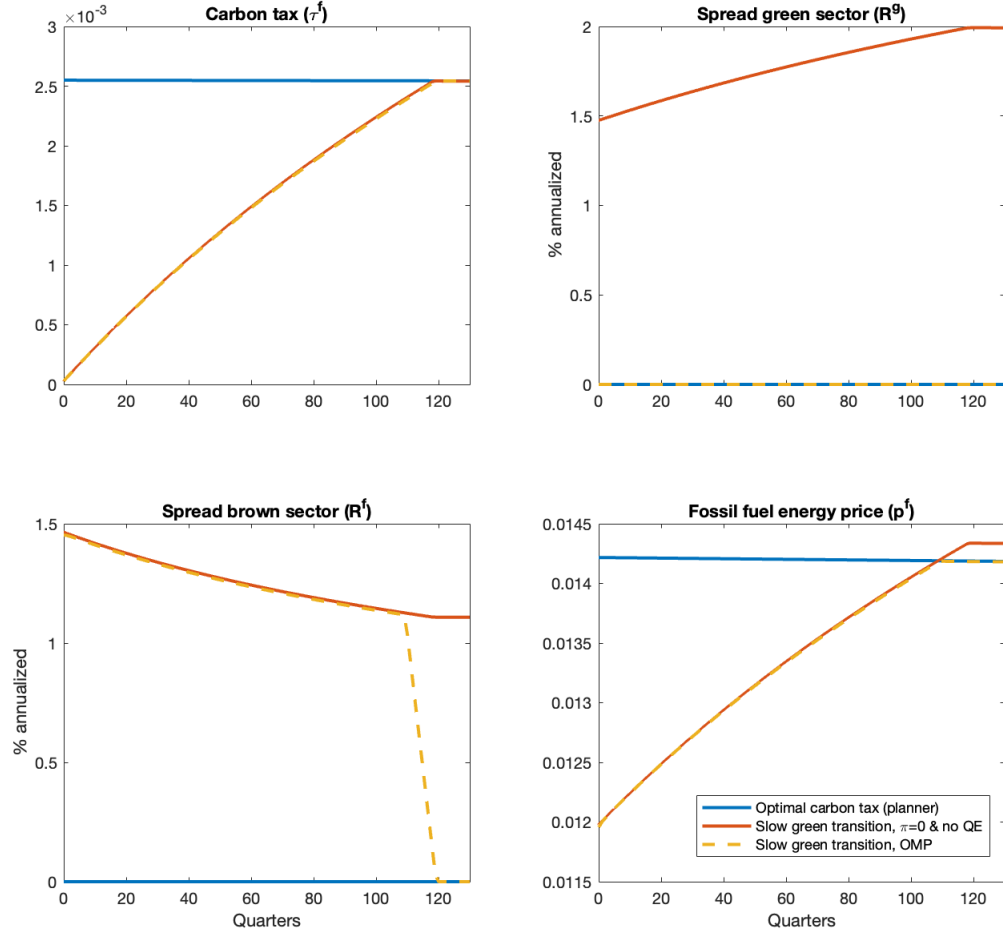 Carbon tax (τᶠ)
×10⁻³
3
2.5
2
1.5
1
0.5
0
0 20 40 60 80 100 120
Spread green sector (Rᵍ)
% annualized
2
1.5
1
0.5
0
0 20 40 60 80 100 120
Spread brown sector (Rᶠ)
% annualized
1.5
1
0.5
0
0 20 40 60 80 100 120
Quarters
Fossil fuel energy price (pᶠ)
0.0145
0.014
0.0135
0.013
0.0125
0.012
0.0115
Optimal carbon tax (planner)
Slow green transition, π=0 & no QE
Slow green transition, OMP
0 20 40 60 80 100 120
Quarters